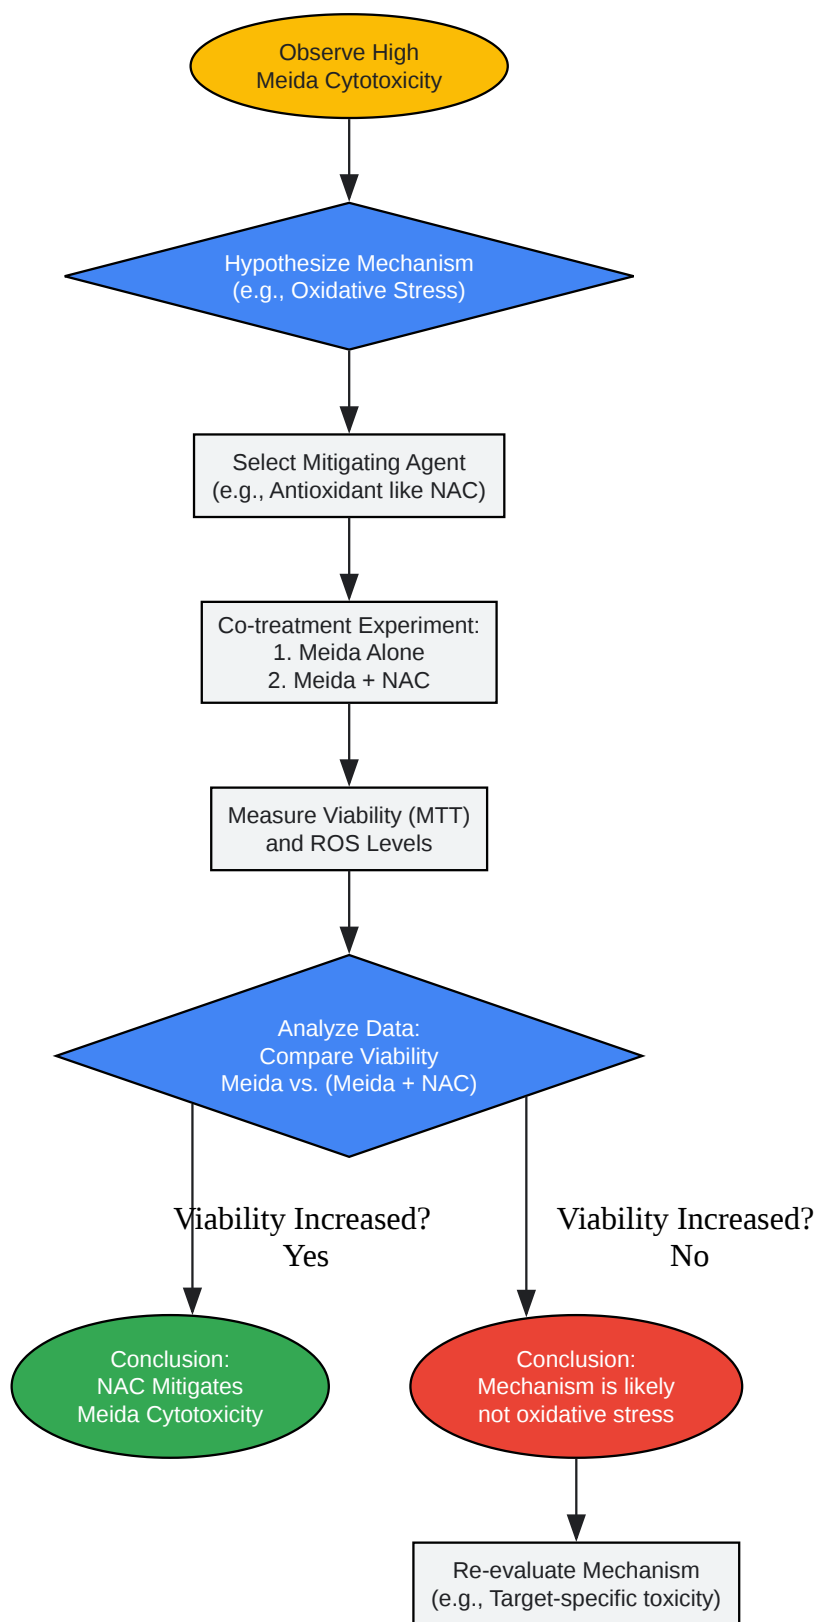 Observe High
Meida Cytotoxicity
Hypothesize Mechanism
(e.g., Oxidative Stress)
Select Mitigating Agent
(e.g., Antioxidant like NAC)
Co-treatment Experiment:
1. Meida Alone
2. Meida + NAC
Measure Viability (MTT)
and ROS Levels
Analyze Data:
Compare Viability
Meida vs. (Meida + NAC)
Viability Increased?
Yes
Viability Increased?
No
Conclusion:
NAC Mitigates
Meida Cytotoxicity
Conclusion:
Mechanism is likely
not oxidative stress
Re-evaluate Mechanism
(e.g., Target-specific toxicity)